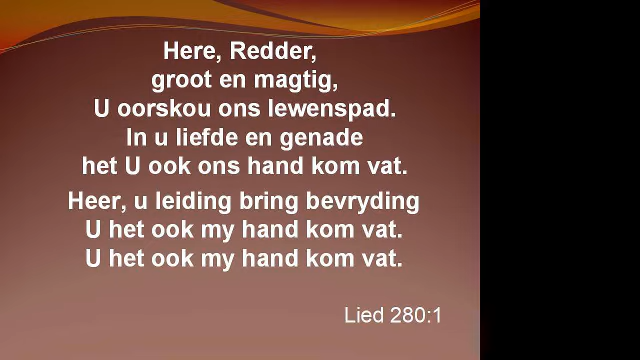 Here, Redder,
groot en magtig,
U oorskou ons lewenspad.
In u liefde en genade
het U ook ons hand kom vat.
Heer, u leiding bring bevryding
U het ook my hand kom vat.
U het ook my hand kom vat.
Lied 280:1